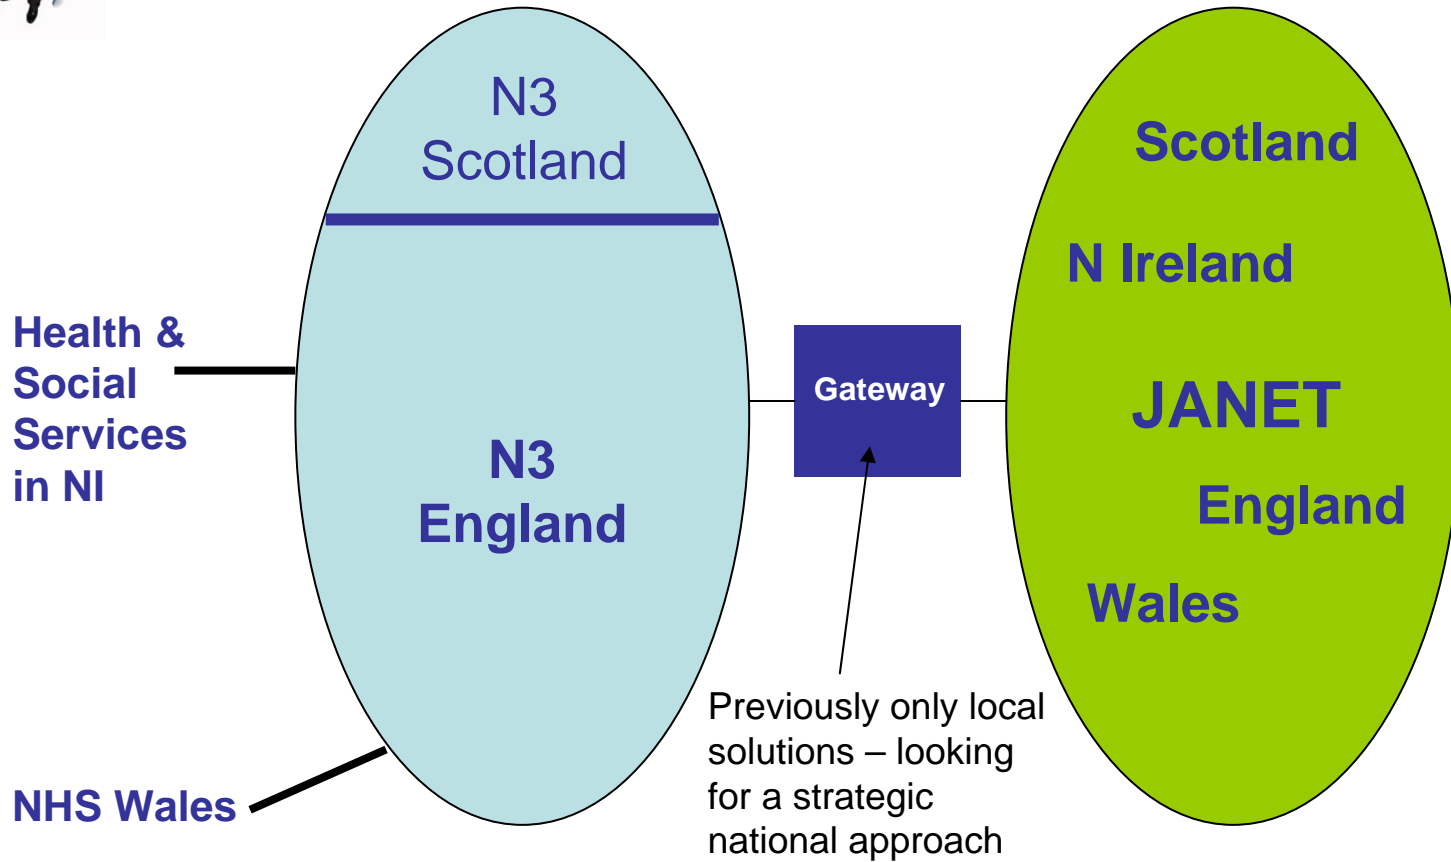 N3
Scotland
Health &
Social
Services
in NI
N3
England
NHS Wales
Gateway
Previously only local
solutions – looking
for a strategic
national approach
Scotland
N Ireland
JANET
England
Wales